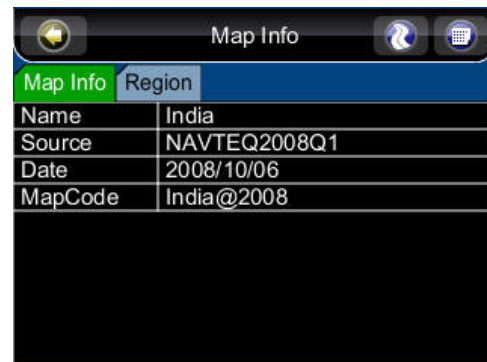 Map Info
Map Info Region
Name India
Source NAVTEQ2008Q1
Date 2008/10/06
MapCode India@2008